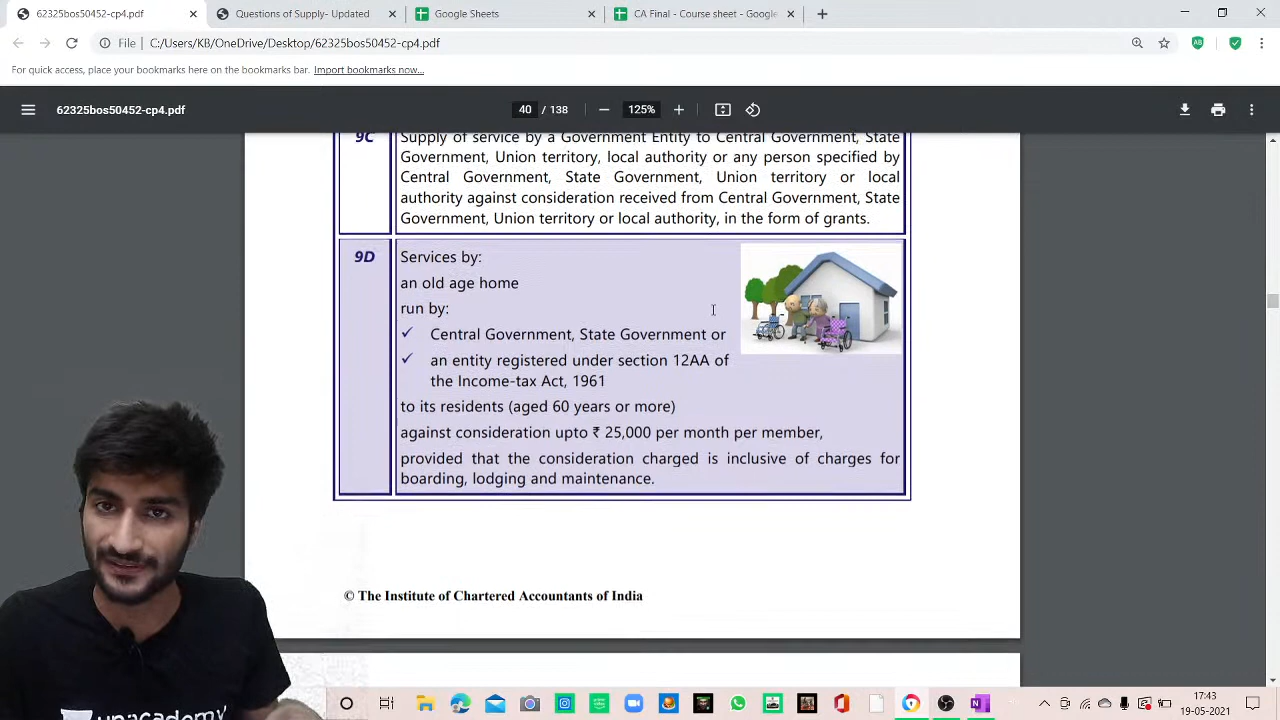 62325bos50452-cp4.pdf
Questions of Supply- Updated
Google Sheets
CA Final - Course sheet - Google
File | C:/Users/KB/OneDrive/Desktop/62325bos50452-cp4.pdf
For quick access, place your bookmarks here on the bookmarks bar. Import bookmarks now...
62325bos50452-cp4.pdf
40 / 138
125%
9C
Supply of service by a Government Entity to Central Government, State
Government, Union territory, local authority or any person specified by
Central Government, State Government, Union territory or local
authority against consideration received from Central Government, State
Government, Union territory or local authority, in the form of grants.
9D
Services by:
an old age home
run by:
✓ Central Government, State Government or
✓ an entity registered under section 12AA of
the Income-tax Act, 1961
to its residents (aged 60 years or more)
against consideration upto ₹ 25,000 per month per member,
provided that the consideration charged is inclusive of charges for
boarding, lodging and maintenance.
© The Institute of Chartered Accountants of India
unacademy
17:43
19-05-2021